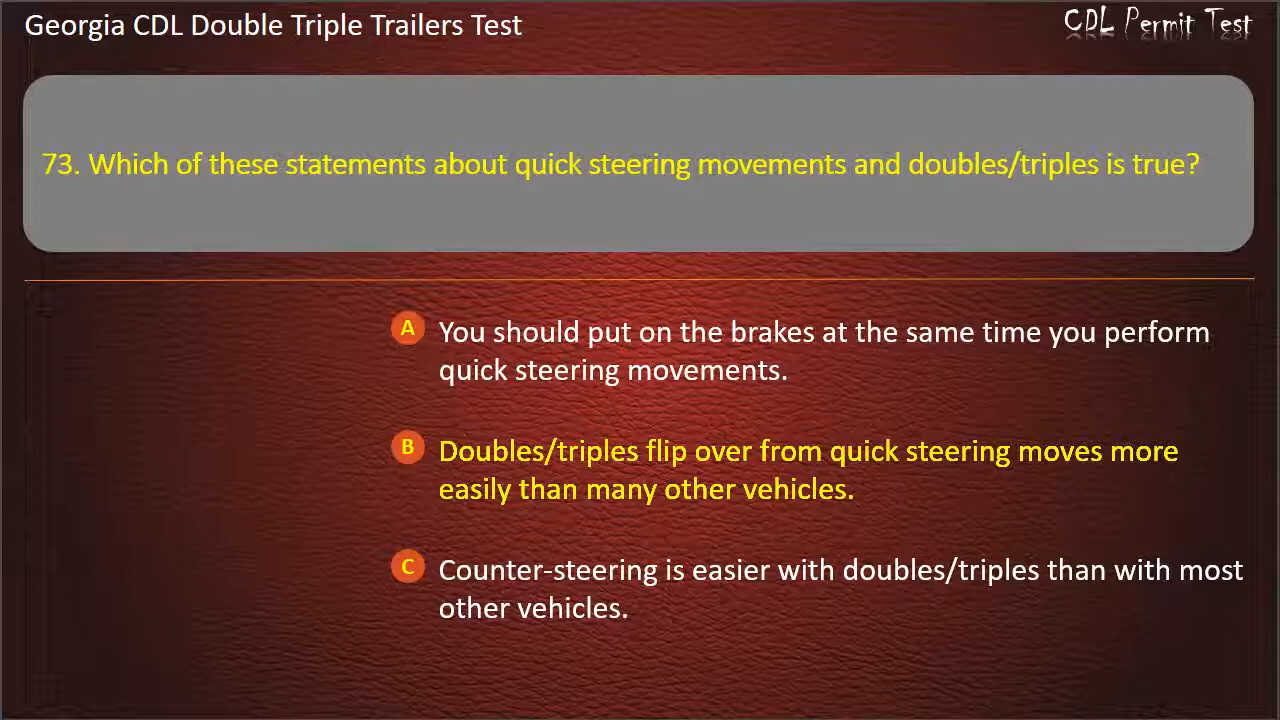 Georgia CDL Double Triple Trailers Test
CDL Permit Test
73. Which of these statements about quick steering movements and doubles/triples is true?
A You should put on the brakes at the same time you perform
quick steering movements.
B Doubles/triples flip over from quick steering moves more
easily than many other vehicles.
C Counter-steering is easier with doubles/triples than with most
other vehicles.